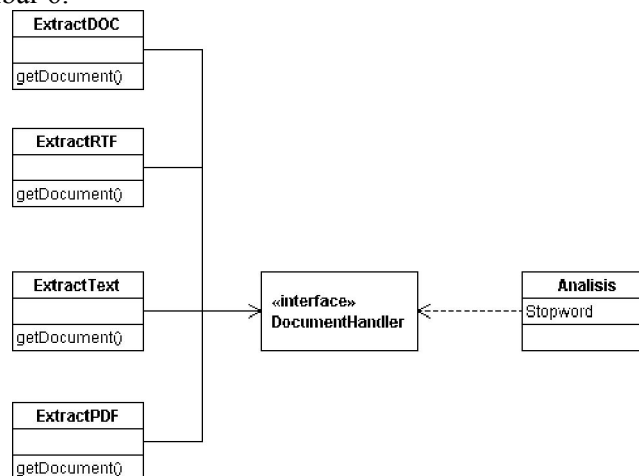 ExtractDOC
getDocument()
ExtractRTF
getDocument()
ExtractText
getDocument()
«interface»
DocumentHandler
Analisis
Stopword
ExtractPDF
getDocument()